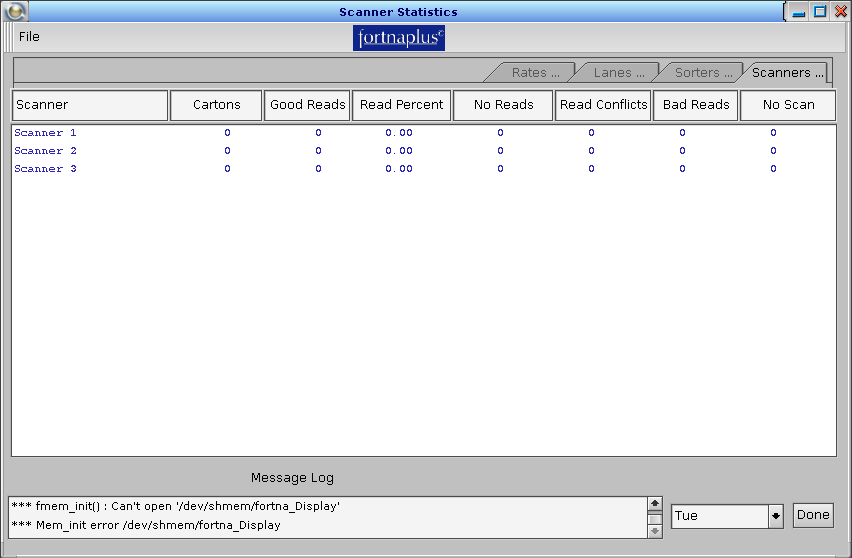 Scanner Statistics
File
fortnaplus©
Rates ... Lanes ... Sorters ... Scanners ...
Scanner Cartons Good Reads Read Percent No Reads Read Conflicts Bad Reads No Scan
Scanner 1 0 0 0.00 0 0 0 0
Scanner 2 0 0 0.00 0 0 0 0
Scanner 3 0 0 0.00 0 0 0 0
Message Log
*** fmem_init() : Can't open '/dev/shmem/fortna_Display'
*** Mem_init error /dev/shmem/fortna_Display
Tue
Done